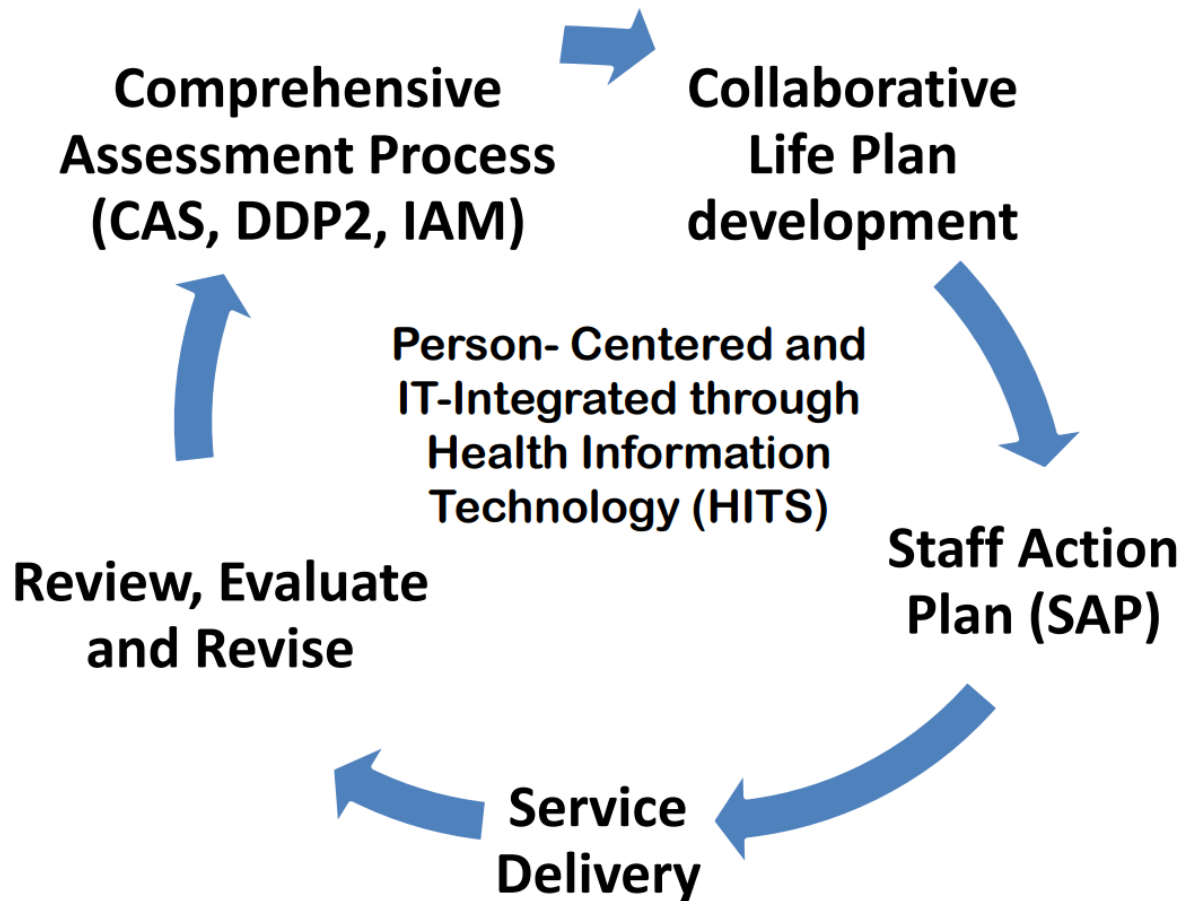 Comprehensive
Assessment Process
(CAS, DDP2, IAM)
Collaborative
Life Plan
development
Person- Centered and
IT-Integrated through
Health Information
Technology (HITS)
Staff Action
Plan (SAP)
Service
Delivery
Review, Evaluate
and Revise